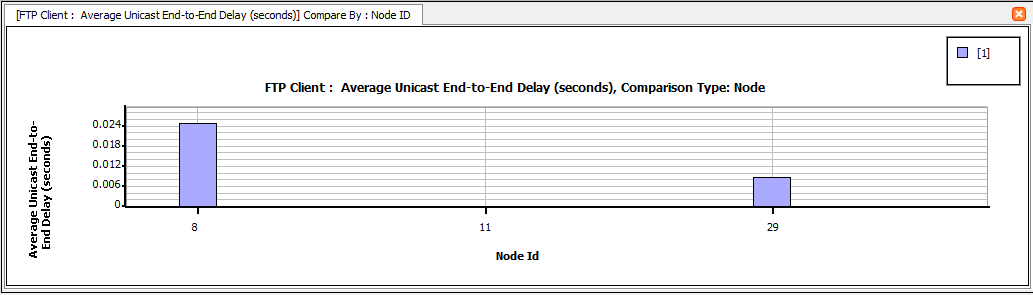 [FTP Client :  Average Unicast End-to-End Delay (seconds)] Compare By : Node ID
[1]
FTP Client :  Average Unicast End-to-End Delay (seconds), Comparison Type: Node
Average Unicast End-to-
End Delay (seconds)
0.024
0.018
0.012
0.006
0
8
11
29
Node Id